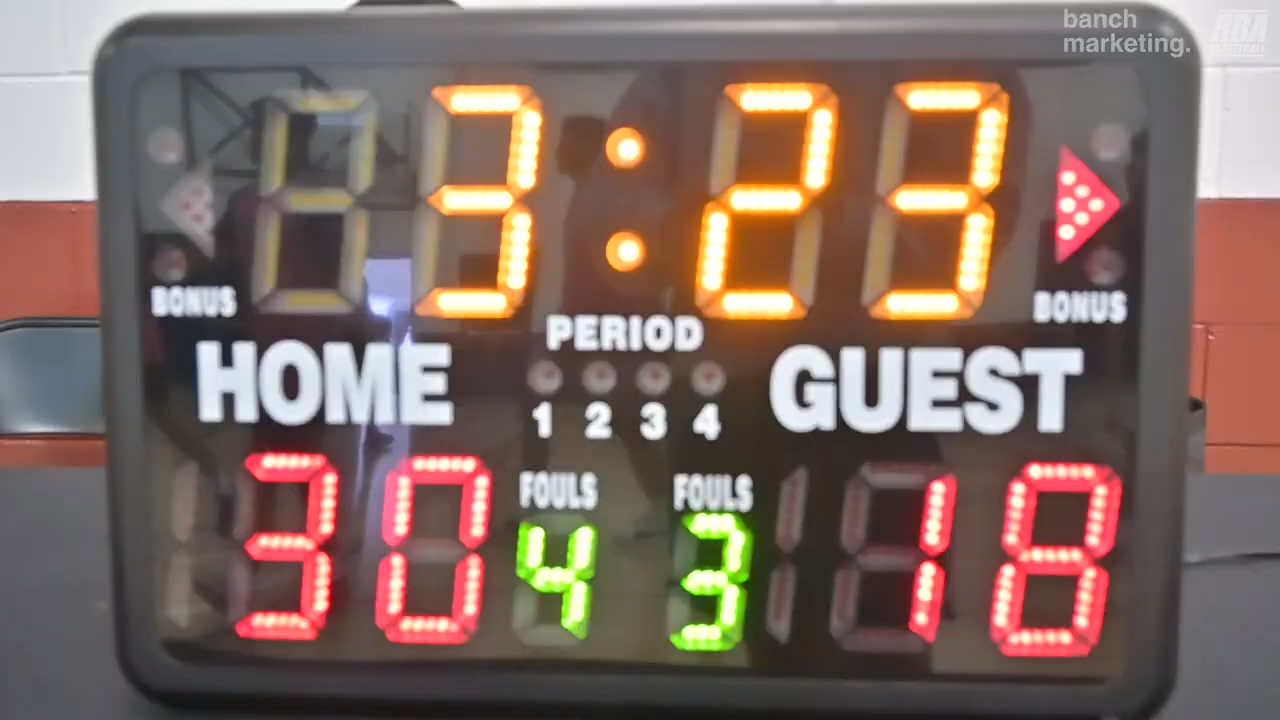 banch
marketing.
3:23
BONUS
BONUS
PERIOD
HOME
GUEST
1 2 3 4
FOULS
FOULS
30
4
3
18